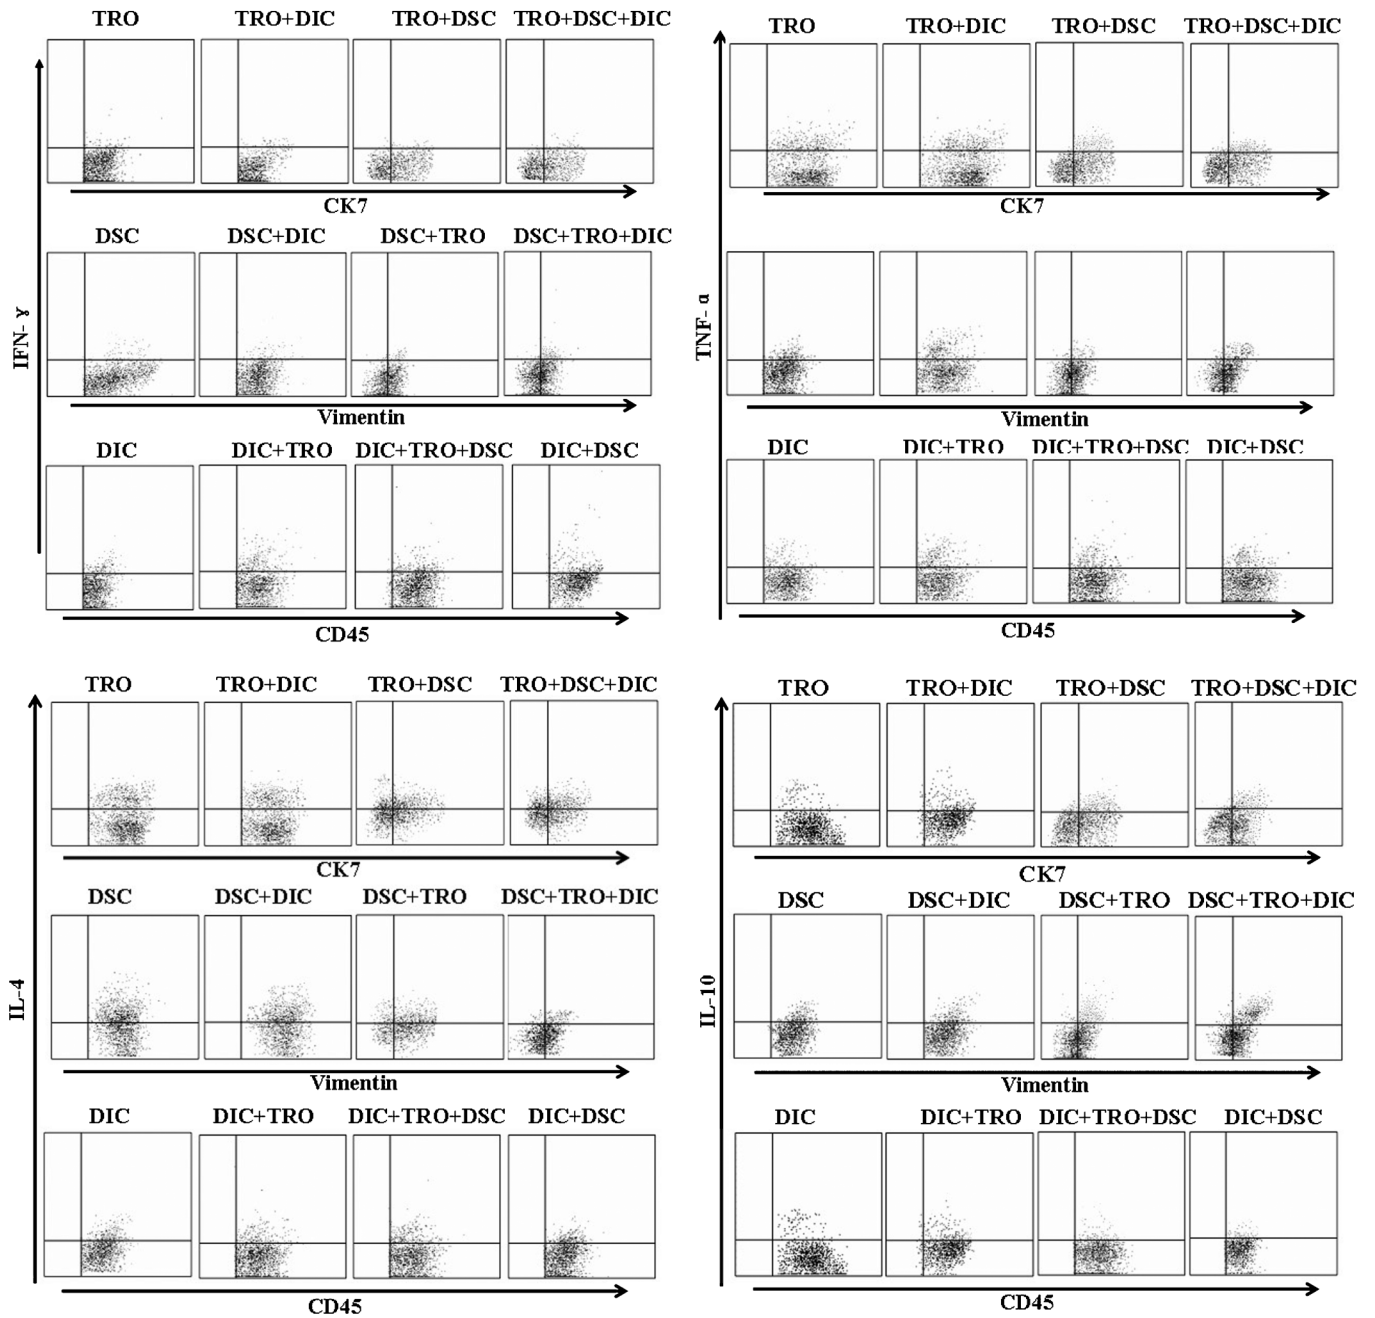 TRO TRO+DIC TRO+DSC TRO+DSC+DIC
CK7
DSC DSC+DIC DSC+TRO DSC+TRO+DIC
IFN-ɣ
Vimentin
DIC DIC+TRO DIC+TRO+DSC DIC+DSC
CD45
TRO TRO+DIC TRO+DSC TRO+DSC+DIC
CK7
TNF-α
Vimentin
DIC DIC+TRO DIC+TRO+DSC DIC+DSC
CD45
TRO TRO+DIC TRO+DSC TRO+DSC+DIC
CK7
DSC DSC+DIC DSC+TRO DSC+TRO+DIC
IL-4
Vimentin
DIC DIC+TRO DIC+TRO+DSC DIC+DSC
CD45
TRO TRO+DIC TRO+DSC TRO+DSC+DIC
CK7
DSC DSC+DIC DSC+TRO DSC+TRO+DIC
IL-10
Vimentin
DIC DIC+TRO DIC+TRO+DSC DIC+DSC
CD45